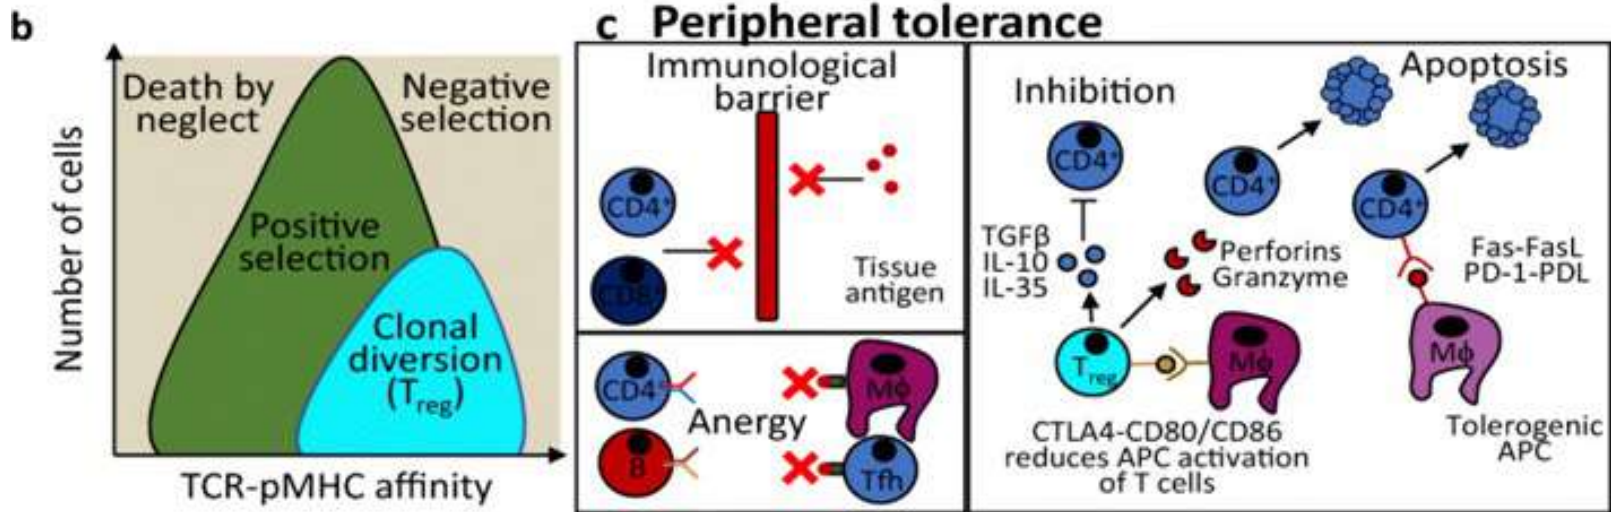 b
Number of cells
Death by
neglect
Negative
selection
Positive
selection
Clonal
diversion
(Treg)
TCR-pMHC affinity
c Peripheral tolerance
Immunological
barrier
CD4+
CD8+
Tissue
antigen
CD4+
Anergy
B
Mϕ
Tfh
Inhibition
Apoptosis
CD4+
CD4+
CD4+
TGFβ
IL-10
IL-35
Perforins
Granzyme
Fas-FasL
PD-1-PDL
Treg
Mϕ
Mϕ
CTLA4-CD80/CD86
reduces APC activation
of T cells
Tolerogenic
APC